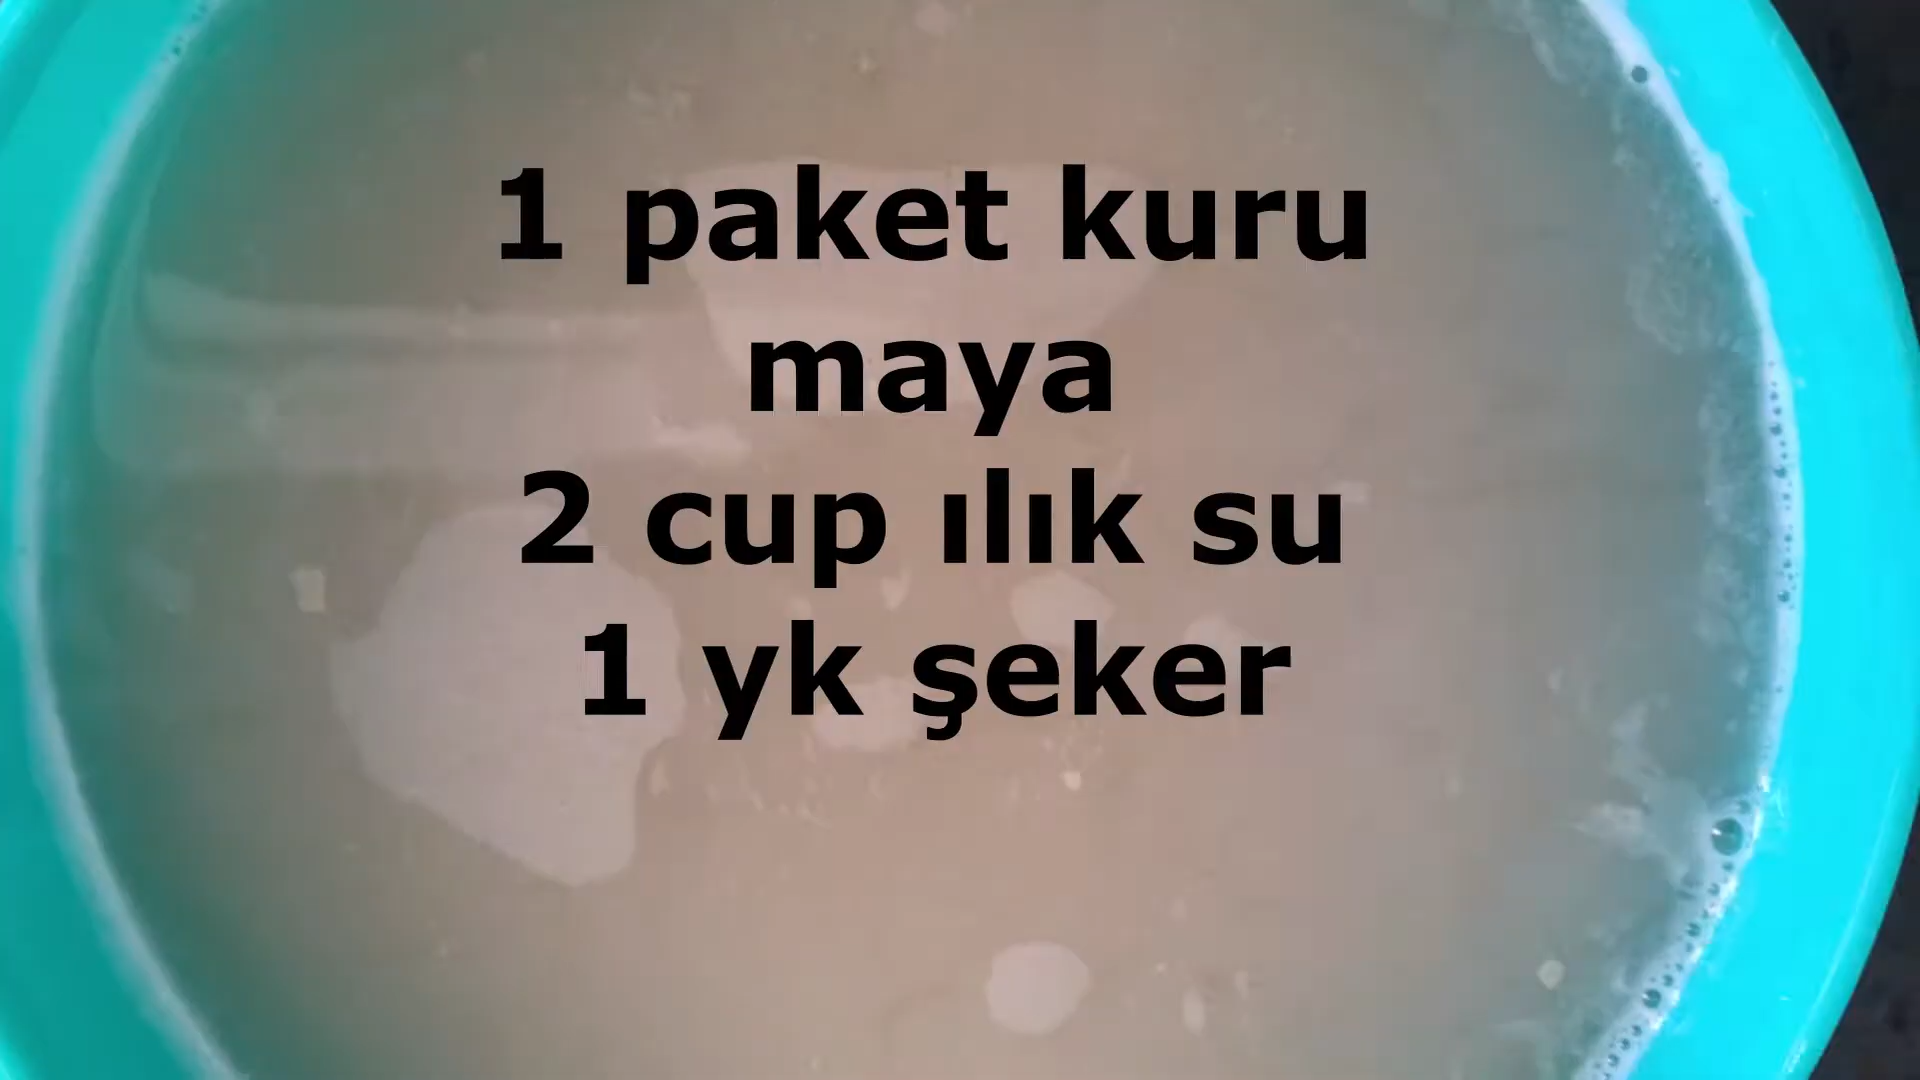 1 paket kuru
maya
2 cup ılık su
1 yk şeker